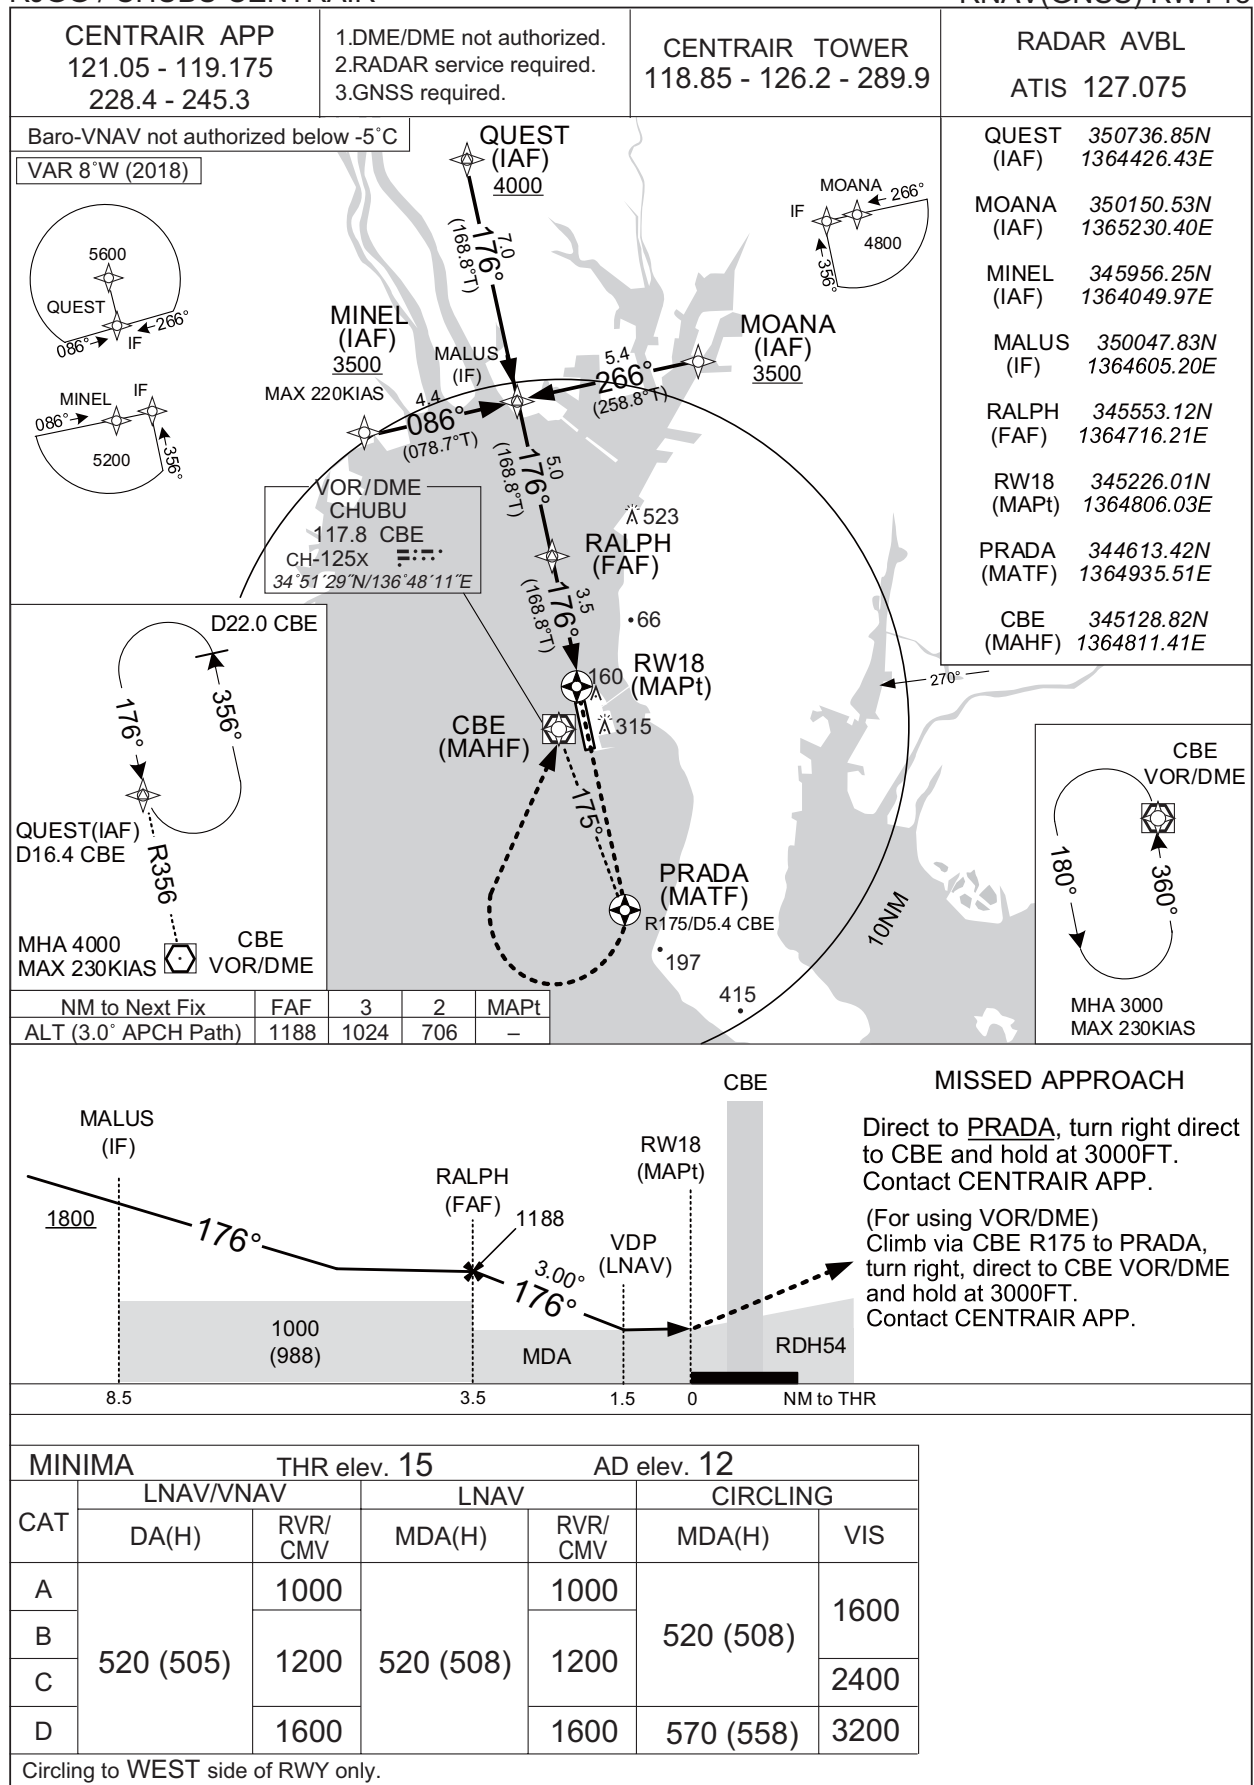 CENTRAIR APP
121.05 - 119.175
228.4 - 245.3
1.DME/DME not authorized.
2.RADAR service required.
3.GNSS required.
CENTRAIR TOWER
118.85 - 126.2 - 289.9
RADAR AVBL
ATIS 127.075
Baro-VNAV not authorized below -5˚C
VAR 8˚W (2018)
QUEST 350736.85N
(IAF) 1364426.43E
MOANA 350150.53N
(IAF) 1365230.40E
MINEL 345956.25N
(IAF) 1364049.97E
MALUS 350047.83N
(IF) 1364605.20E
RALPH 345553.12N
(FAF) 1364716.21E
RW18 345226.01N
(MAPt) 1364806.03E
PRADA 344613.42N
(MATF) 1364935.51E
CBE 345128.82N
(MAHF) 1364811.41E
QUEST
(IAF)
4000
7.0
176°
(168.8°T)
5600
QUEST
086°
IF
266°
MINEL
IF
086°
5200
356°
MOANA
266°
IF
4800
356°
MINEL
(IAF)
3500
MAX 220KIAS
MALUS
(IF)
4.4
086°
(078.7°T)
MOANA
(IAF)
3500
5.4
266°
(258.8°T)
5.0
176°
(168.8°T)
VOR/DME
CHUBU
117.8 CBE
CH-125X
34˚51´29˝N/136˚48´11˝E
523
RALPH
(FAF)
3.5
176°
(168.8°T)
66
RW18
(MAPt)
160
315
CBE
(MAHF)
175°
PRADA
(MATF)
R175/D5.4 CBE
197
415
10NM
270°
D22.0 CBE
176°
356°
QUEST(IAF)
D16.4 CBE
R356
MHA 4000
MAX 230KIAS
CBE
VOR/DME
CBE
VOR/DME
180°
360°
MHA 3000
MAX 230KIAS
NM to Next Fix FAF 3 2 MAPt
ALT (3.0˚ APCH Path) 1188 1024 706 –
MALUS
(IF)
1800
176°
RALPH
(FAF)
1188
3.00°
176°
VDP
(LNAV)
RW18
(MAPt)
CBE
1000
(988)
MDA
RDH54
8.5 3.5 1.5 0 NM to THR
MISSED APPROACH
Direct to PRADA, turn right direct
to CBE and hold at 3000FT.
Contact CENTRAIR APP.
(For using VOR/DME)
Climb via CBE R175 to PRADA,
turn right, direct to CBE VOR/DME
and hold at 3000FT.
Contact CENTRAIR APP.
MINIMA THR elev. 15 AD elev. 12
CAT LNAV/VNAV LNAV CIRCLING
DA(H) RVR/CMV MDA(H) RVR/CMV MDA(H) VIS
A 520 (505) 1000 520 (508) 1000 520 (508) 1600
B 1200 1200
C 2400
D 1600 1600 570 (558) 3200
Circling to WEST side of RWY only.